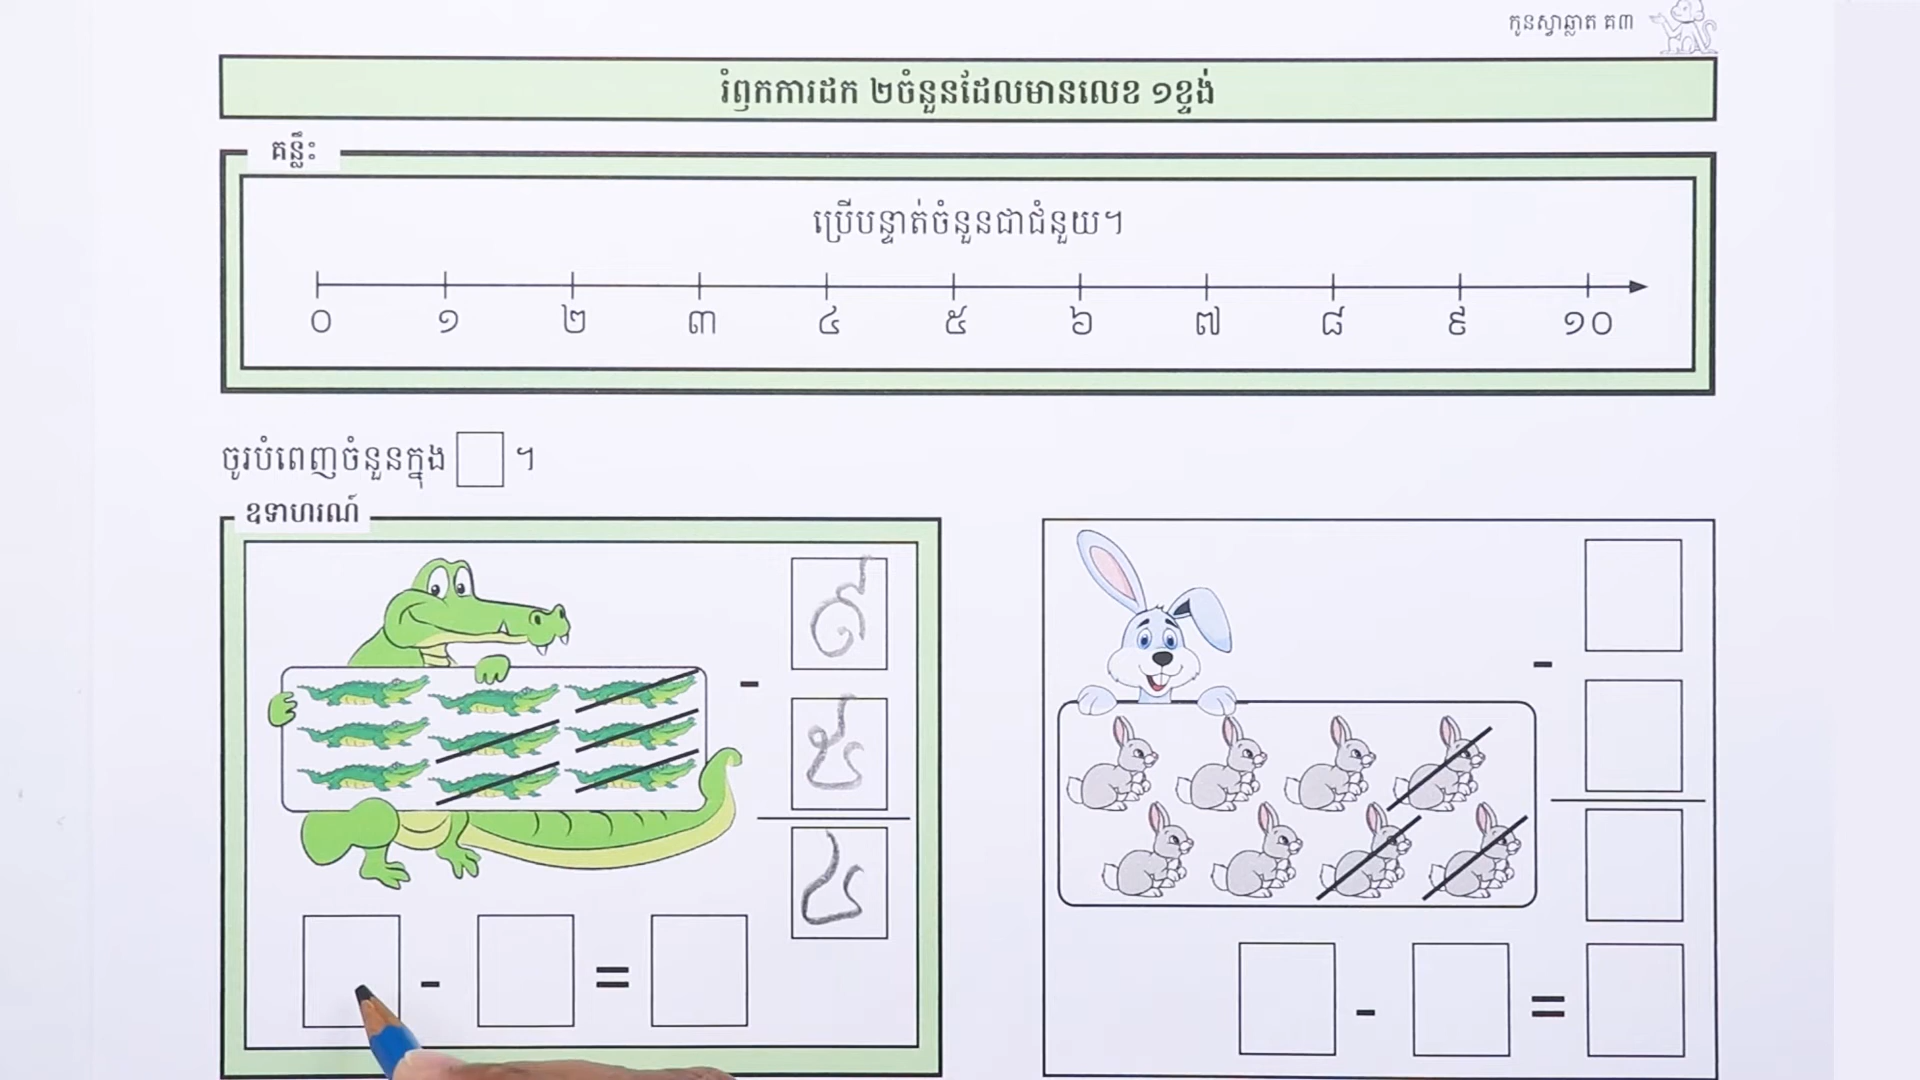 កូនស្វាឆ្លាត គ៣
រំឭកការដក ២ចំនួនដែលមានលេខ ១ខ្ទង់
គន្លឹះ
ប្រើបន្ទាត់ចំនួនជាជំនួយ។
០ ១ ២ ៣ ៤ ៥ ៦ ៧ ៨ ៩ ១០
ចូរបំពេញចំនួនក្នុង ។
ឧទាហរណ៍
៩
-
៥
៤
- =
-
- =